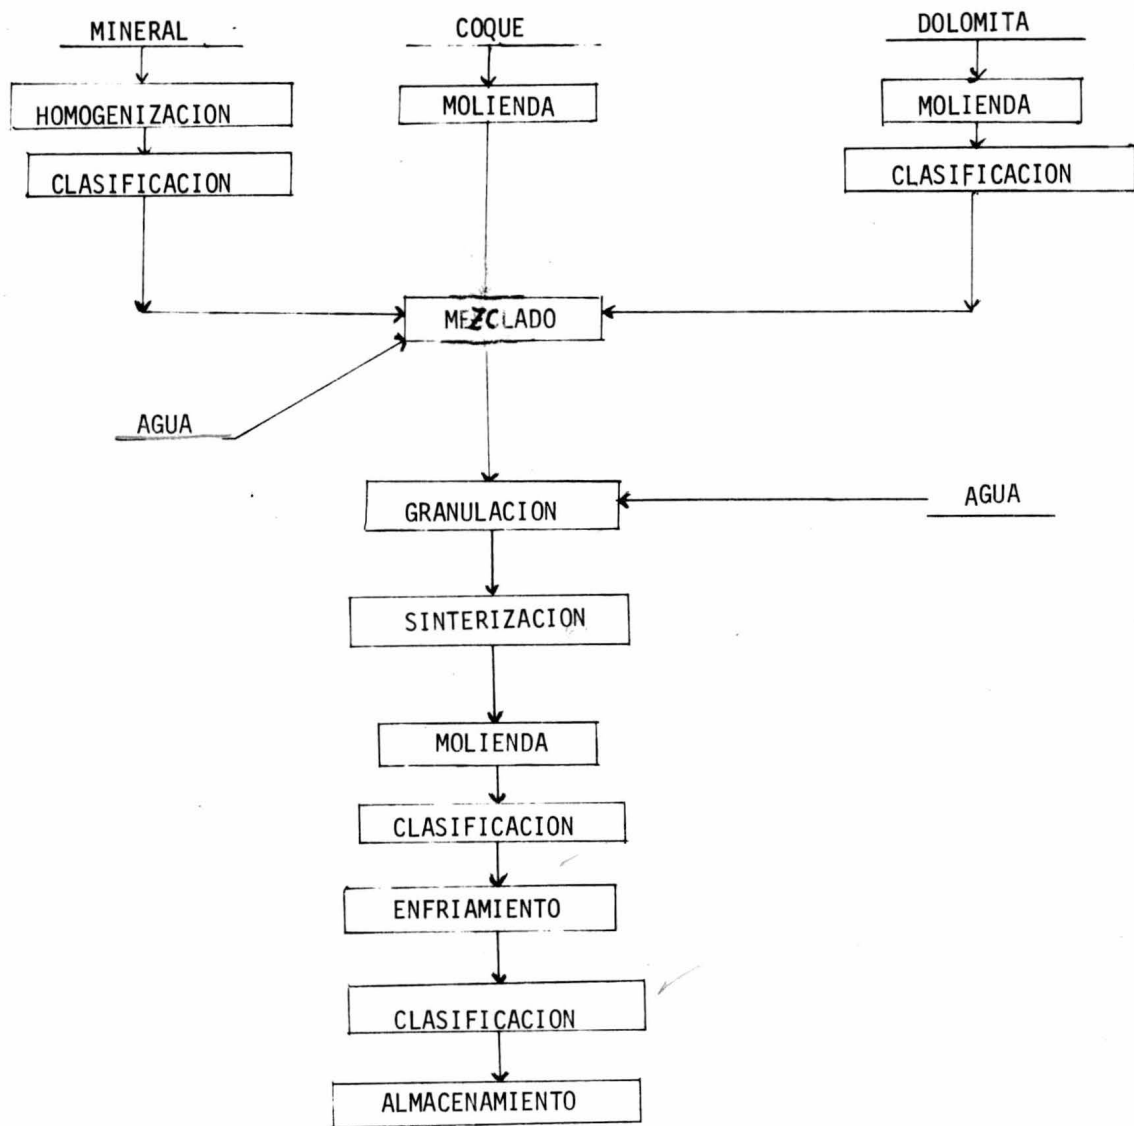 MINERAL
COQUE
DOLOMITA
HOMOGENIZACION
MOLIENDA
MOLIENDA
CLASIFICACION
CLASIFICACION
MEZCLADO
AGUA
GRANULACION
AGUA
SINTERIZACION
MOLIENDA
CLASIFICACION
ENFRIAMIENTO
CLASIFICACION
ALMACENAMIENTO